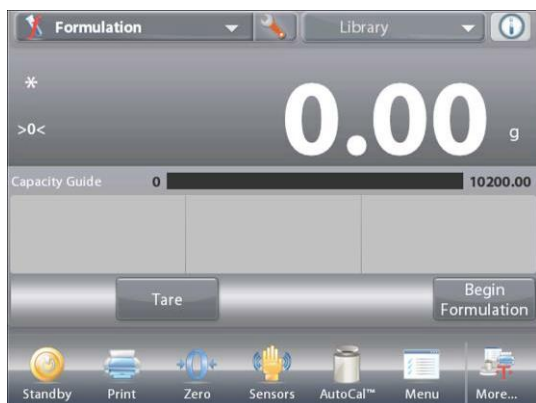 Formulation
Library
*
>0<
0.00 g
Capacity Guide 0 10200.00
Tare
Begin
Formulation
Standby Print Zero Sensors AutoCal™ Menu More...